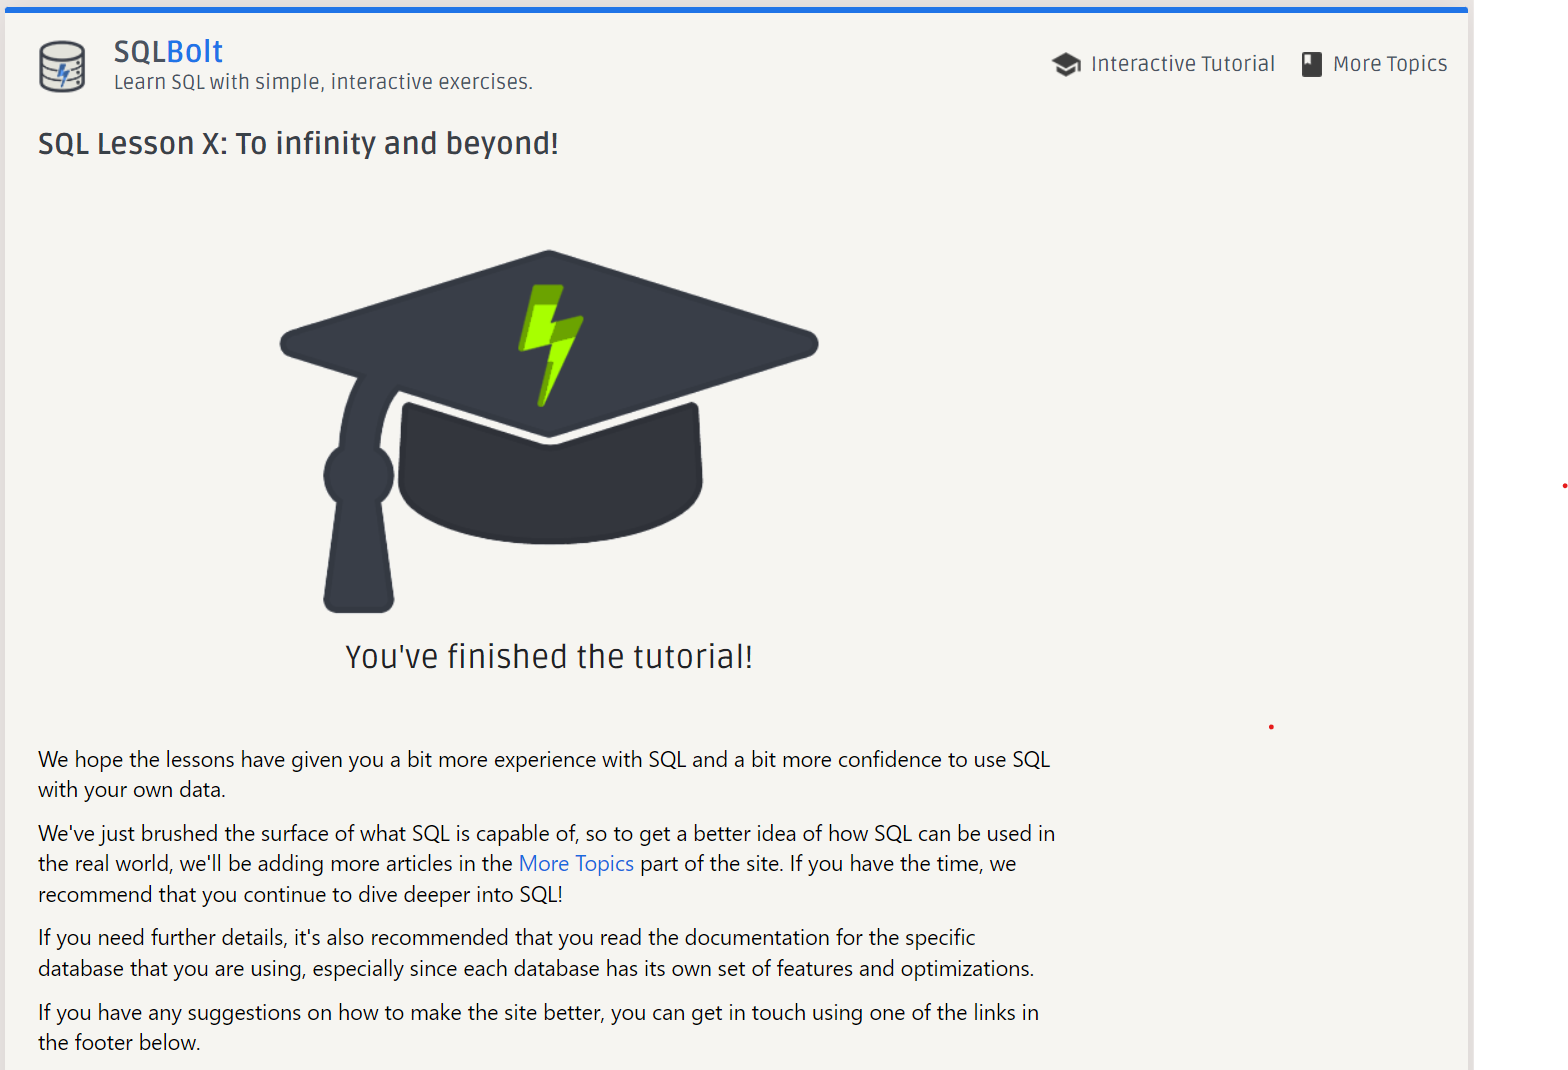 SQLBolt
Learn SQL with simple, interactive exercises.
Interactive Tutorial
More Topics
SQL Lesson X: To infinity and beyond!
You've finished the tutorial!
We hope the lessons have given you a bit more experience with SQL and a bit more confidence to use SQL
with your own data.
We've just brushed the surface of what SQL is capable of, so to get a better idea of how SQL can be used in
the real world, we'll be adding more articles in the More Topics part of the site. If you have the time, we
recommend that you continue to dive deeper into SQL!
If you need further details, it's also recommended that you read the documentation for the specific
database that you are using, especially since each database has its own set of features and optimizations.
If you have any suggestions on how to make the site better, you can get in touch using one of the links in
the footer below.